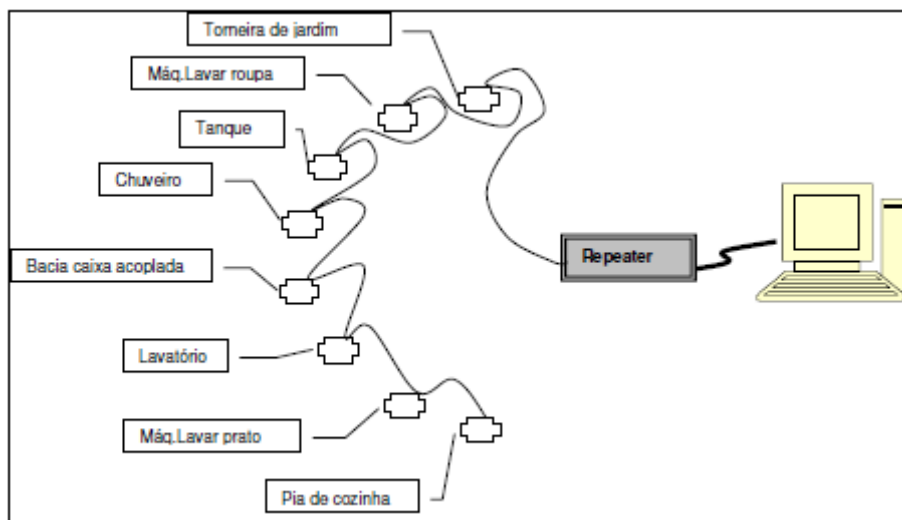 Torneira de jardim
Máq.Lavar roupa
Tanque
Chuveiro
Bacia caixa acoplada
Repeater
Lavatório
Máq.Lavar prato
Pia de cozinha